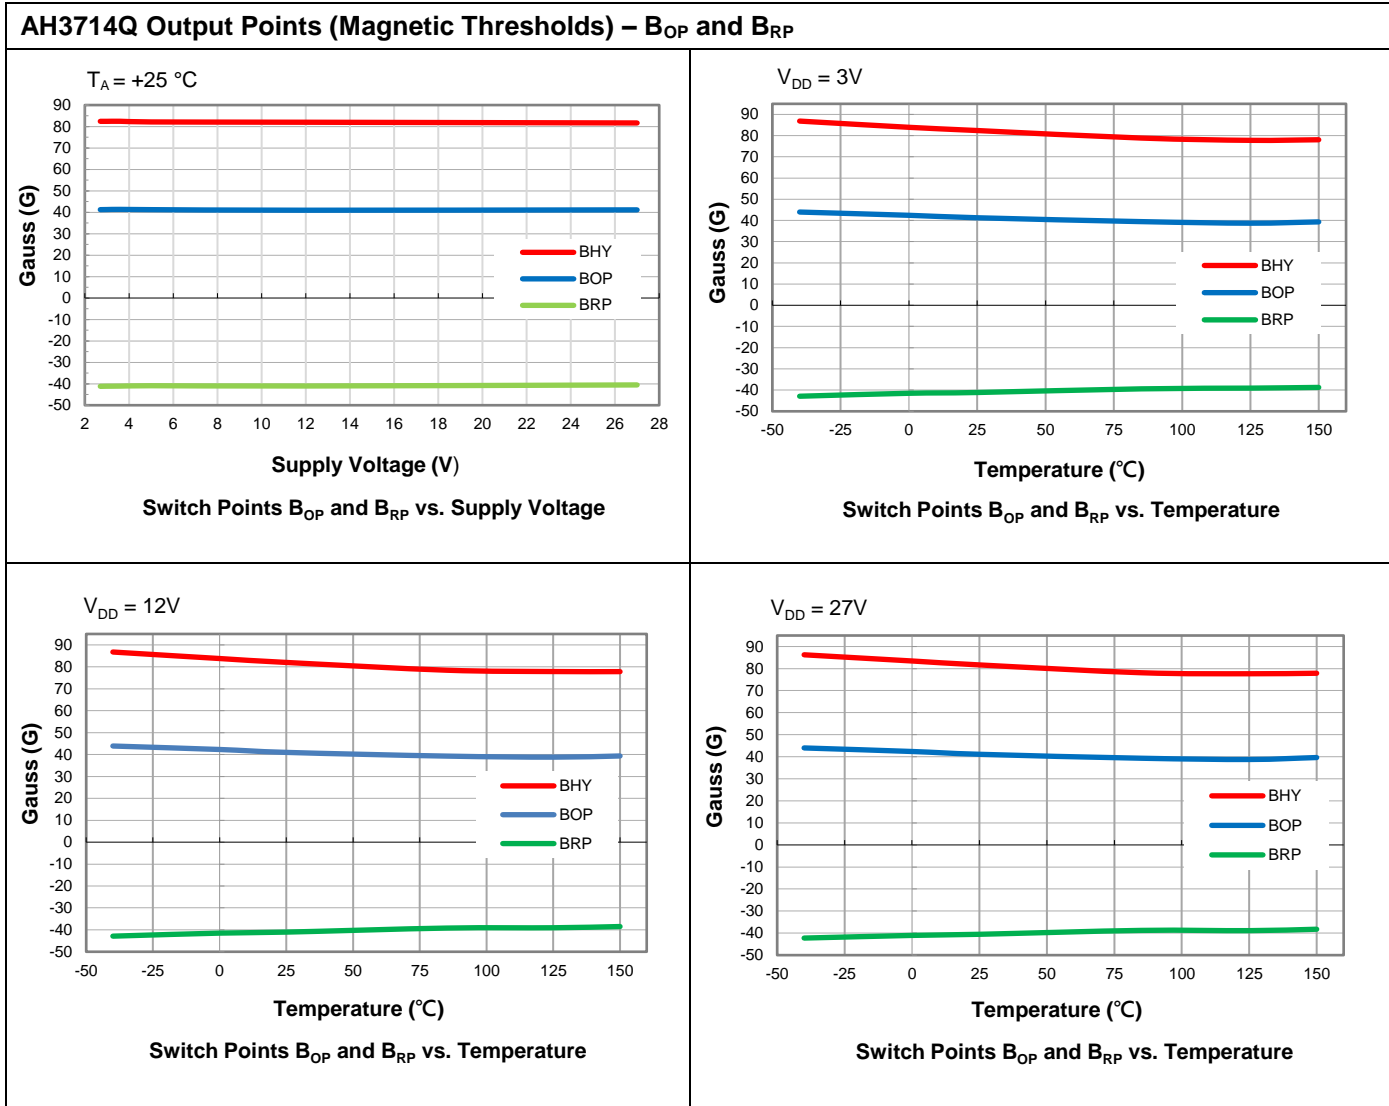 AH3714Q Output Points (Magnetic Thresholds) – BOP and BRP
TA = +25 °C
90
80
70
60
50
40
30
20
10
0
-10
-20
-30
-40
-50
Gauss (G)
BHY
BOP
BRP
2 4 6 8 10 12 14 16 18 20 22 24 26 28
Supply Voltage (V)
Switch Points BOP and BRP vs. Supply Voltage
VDD = 3V
90
80
70
60
50
40
30
20
10
0
-10
-20
-30
-40
-50
Gauss (G)
BHY
BOP
BRP
-50 -25 0 25 50 75 100 125 150
Temperature (℃)
Switch Points BOP and BRP vs. Temperature
VDD = 12V
90
80
70
60
50
40
30
20
10
0
-10
-20
-30
-40
-50
Gauss (G)
BHY
BOP
BRP
-50 -25 0 25 50 75 100 125 150
Temperature (℃)
Switch Points BOP and BRP vs. Temperature
VDD = 27V
90
80
70
60
50
40
30
20
10
0
-10
-20
-30
-40
-50
Gauss (G)
BHY
BOP
BRP
-50 -25 0 25 50 75 100 125 150
Temperature (℃)
Switch Points BOP and BRP vs. Temperature